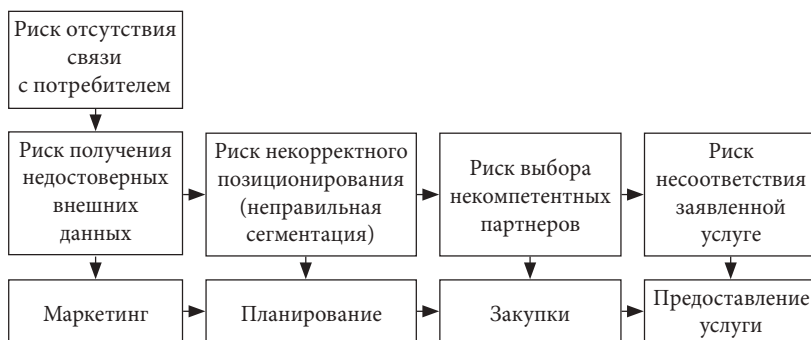 Риск отсутствия
связи
с потребителем
Риск получения
недостоверных
внешних
данных
Риск некорректного
позиционирования
(неправильная
сегментация)
Риск выбора
некомпетентных
партнеров
Риск
несоответствия
заявленной
услуге
Маркетинг
Планирование
Закупки
Предоставление
услуги